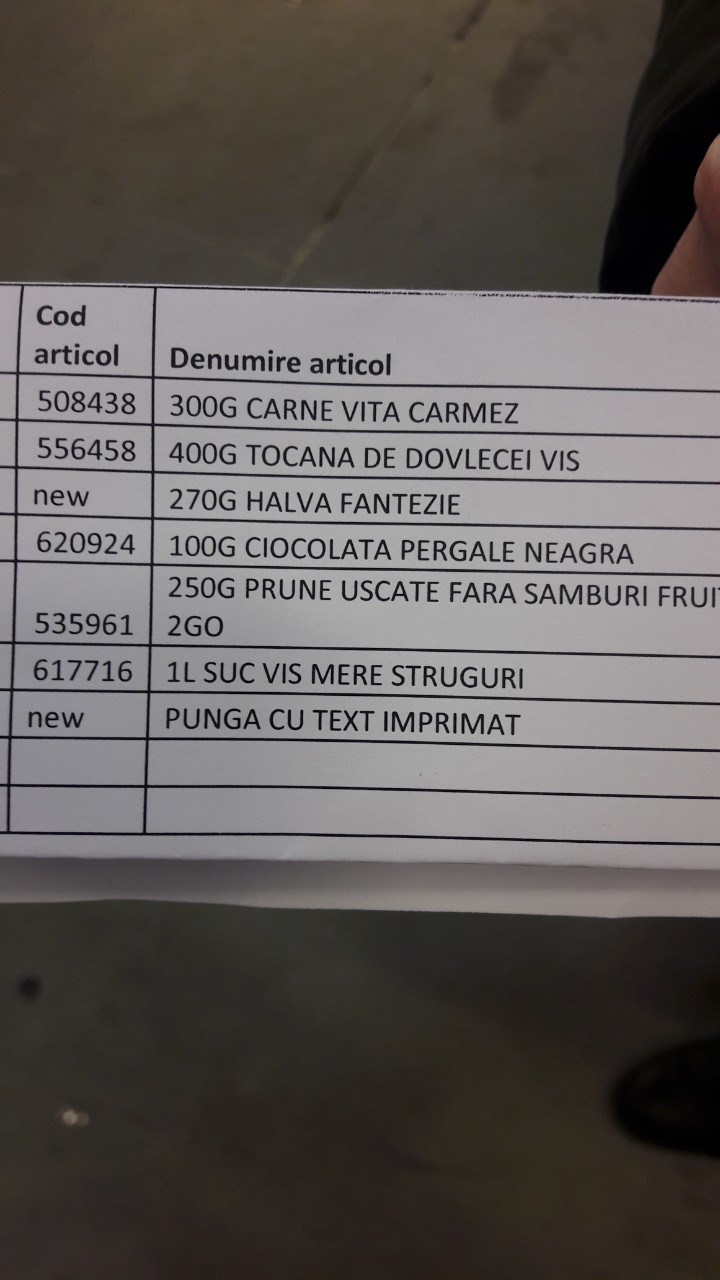 Cod
articol Denumire articol
508438 300G CARNE VITA CARMEZ
556458 400G TOCANA DE DOVLECEI VIS
new 270G HALVA FANTEZIE
620924 100G CIOCOLATA PERGALE NEAGRA
250G PRUNE USCATE FARA SAMBURI
535961 2GO
617716 1L SUC VIS MERE STRUGURI
new PUNGA CU TEXT IMPRIMAT